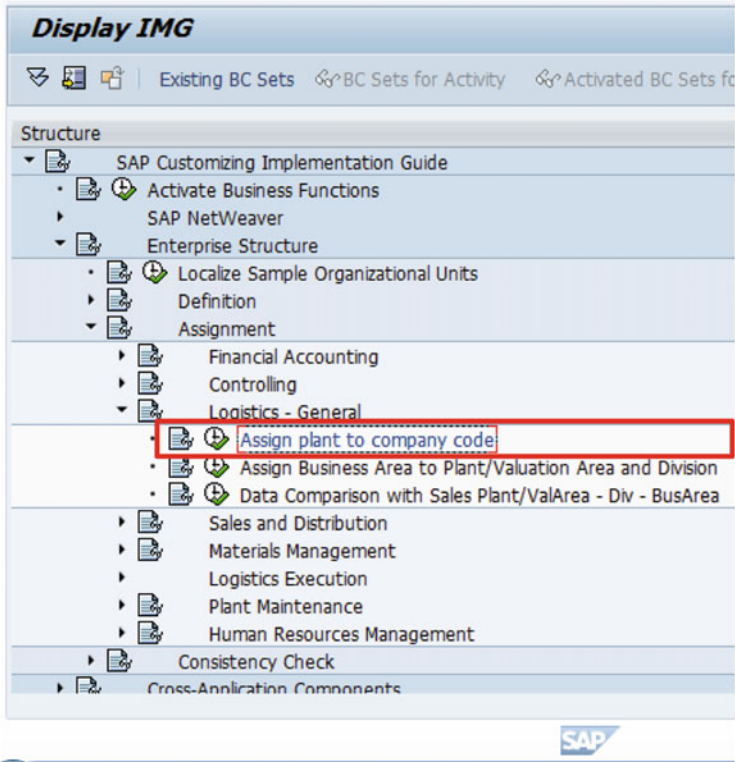 Display IMG
Existing BC Sets BC Sets for Activity Activated BC Sets fo
Structure
SAP Customizing Implementation Guide
Activate Business Functions
SAP NetWeaver
Enterprise Structure
Localize Sample Organizational Units
Definition
Assignment
Financial Accounting
Controlling
Logistics - General
Assign plant to company code
Assign Business Area to Plant/Valuation Area and Division
Data Comparison with Sales Plant/ValArea - Div - BusArea
Sales and Distribution
Materials Management
Logistics Execution
Plant Maintenance
Human Resources Management
Consistency Check
Cross-Application Components
SAP